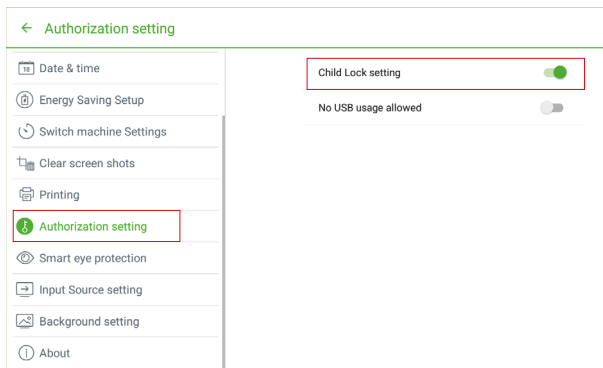 Authorization setting
18 Date & time
Energy Saving Setup
Switch machine Settings
Clear screen shots
Printing
Authorization setting
Smart eye protection
Input Source setting
Background setting
About
Child Lock setting
No USB usage allowed